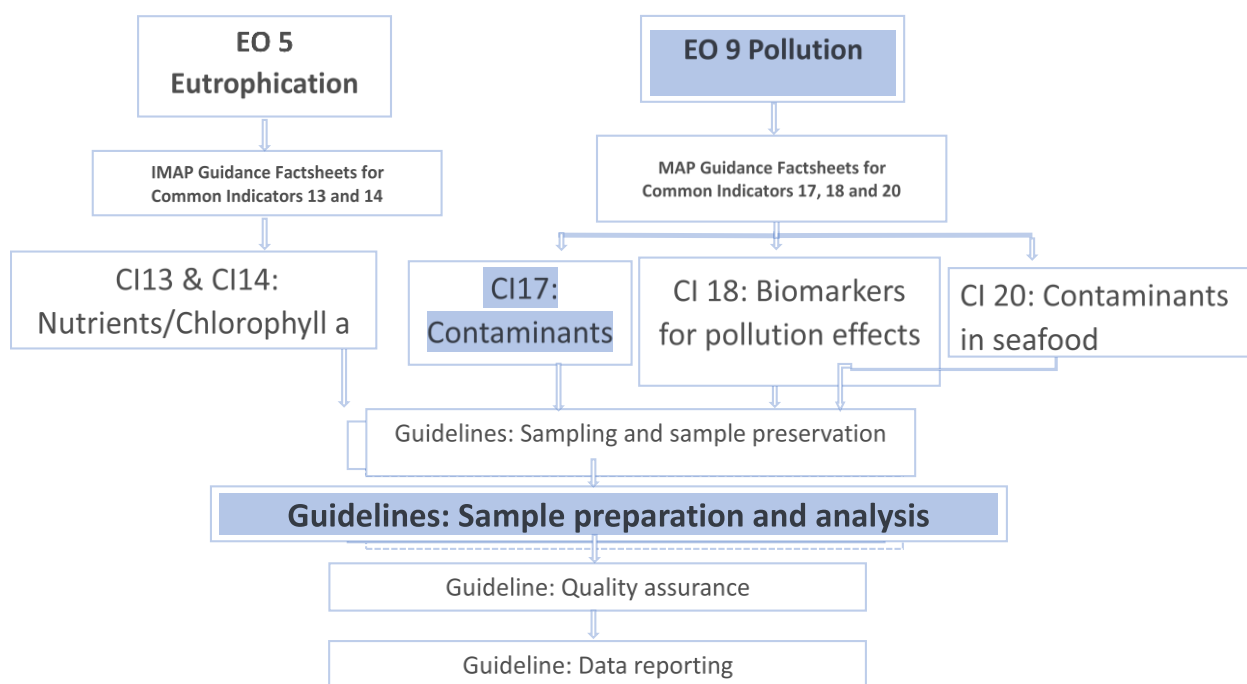 EO 5
Eutrophication
EO 9 Pollution
IMAP Guidance Factsheets for
Common Indicators 13 and 14
MAP Guidance Factsheets for
Common Indicators 17, 18 and 20
CI13 & CI14:
Nutrients/Chlorophyll a
CI17:
Contaminants
CI 18: Biomarkers
for pollution effects
CI 20: Contaminants
in seafood
Guidelines: Sampling and sample preservation
Guidelines: Sample preparation and analysis
Guideline: Quality assurance
Guideline: Data reporting